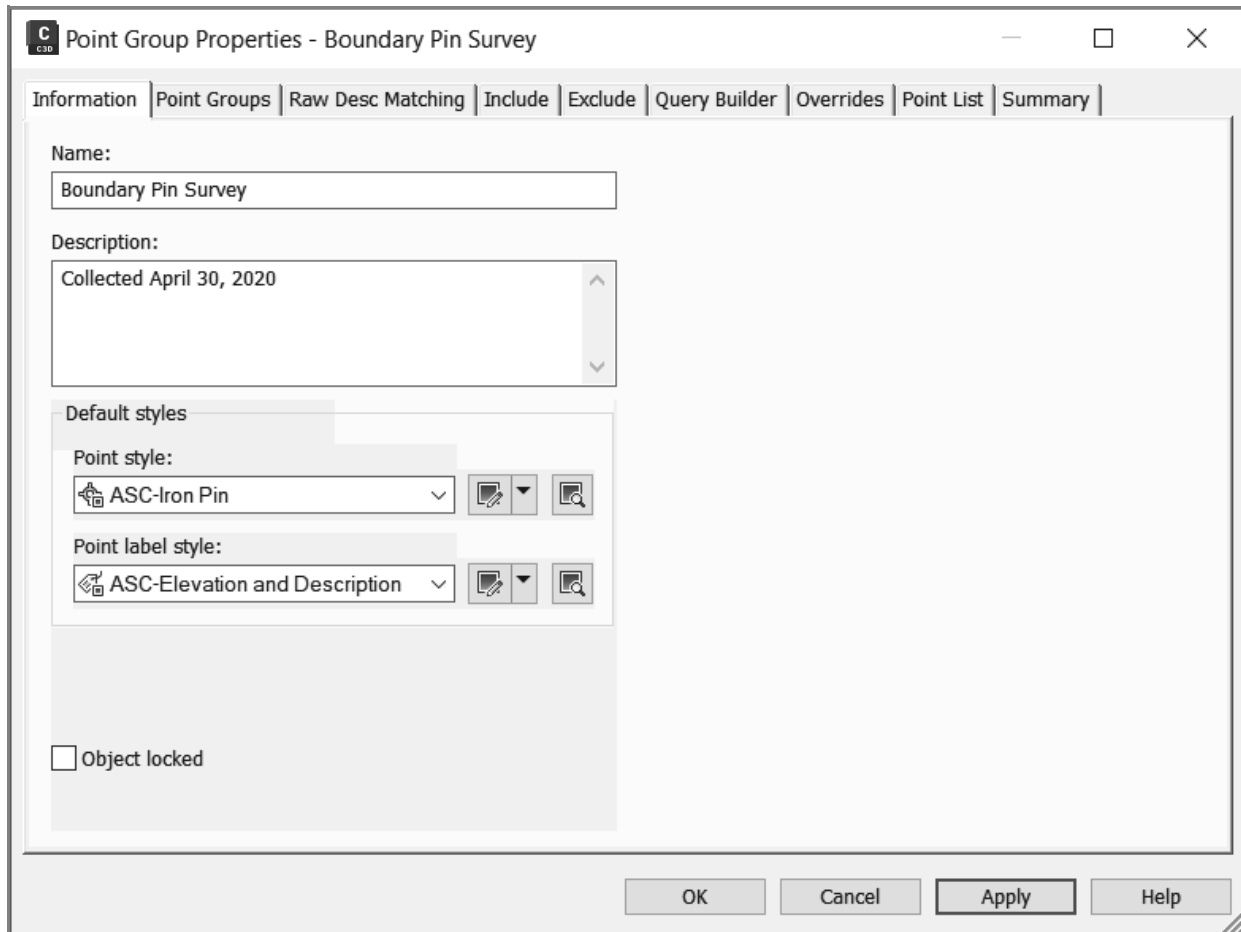 C
C3D
Point Group Properties - Boundary Pin Survey
Information Point Groups Raw Desc Matching Include Exclude Query Builder Overrides Point List Summary
Name:
Boundary Pin Survey
Description:
Collected April 30, 2020
Default styles
Point style:
ASC-Iron Pin
Point label style:
ASC-Elevation and Description
Object locked
OK Cancel Apply Help